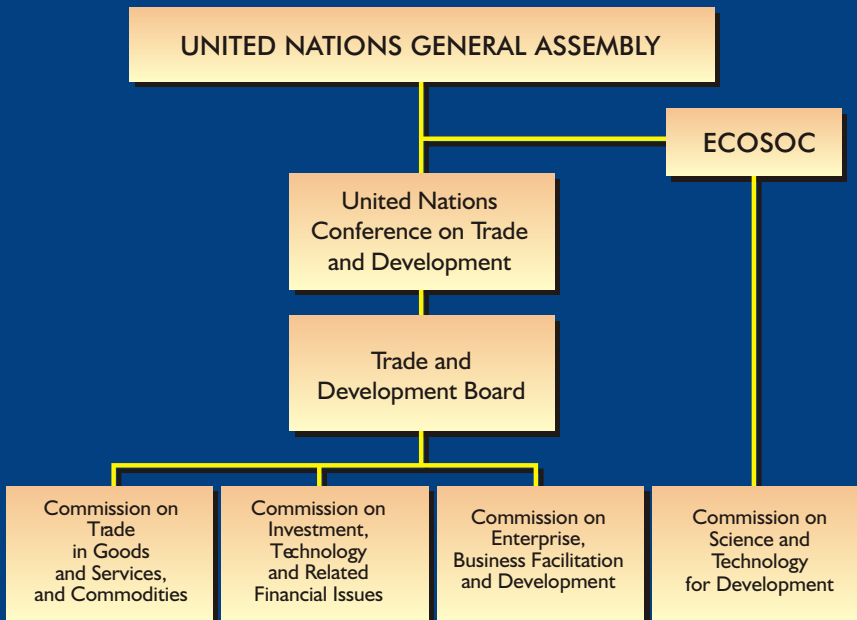 UNITED NATIONS GENERAL ASSEMBLY
ECOSOC
United Nations
Conference on Trade
and Development
Trade and
Development Board
Commission on
Trade
in Goods
and Services,
and Commodities
Commission on
Investment,
Technology
and Related
Financial Issues
Commission on
Enterprise,
Business Facilitation
and Development
Commission on
Science and
Technology
for Development